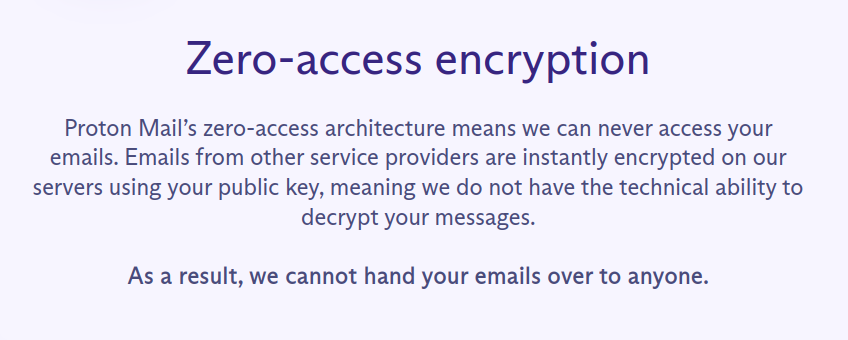 Zero-access encryption
Proton Mail’s zero-access architecture means we can never access your
emails. Emails from other service providers are instantly encrypted on our
servers using your public key, meaning we do not have the technical ability to
decrypt your messages.
As a result, we cannot hand your emails over to anyone.